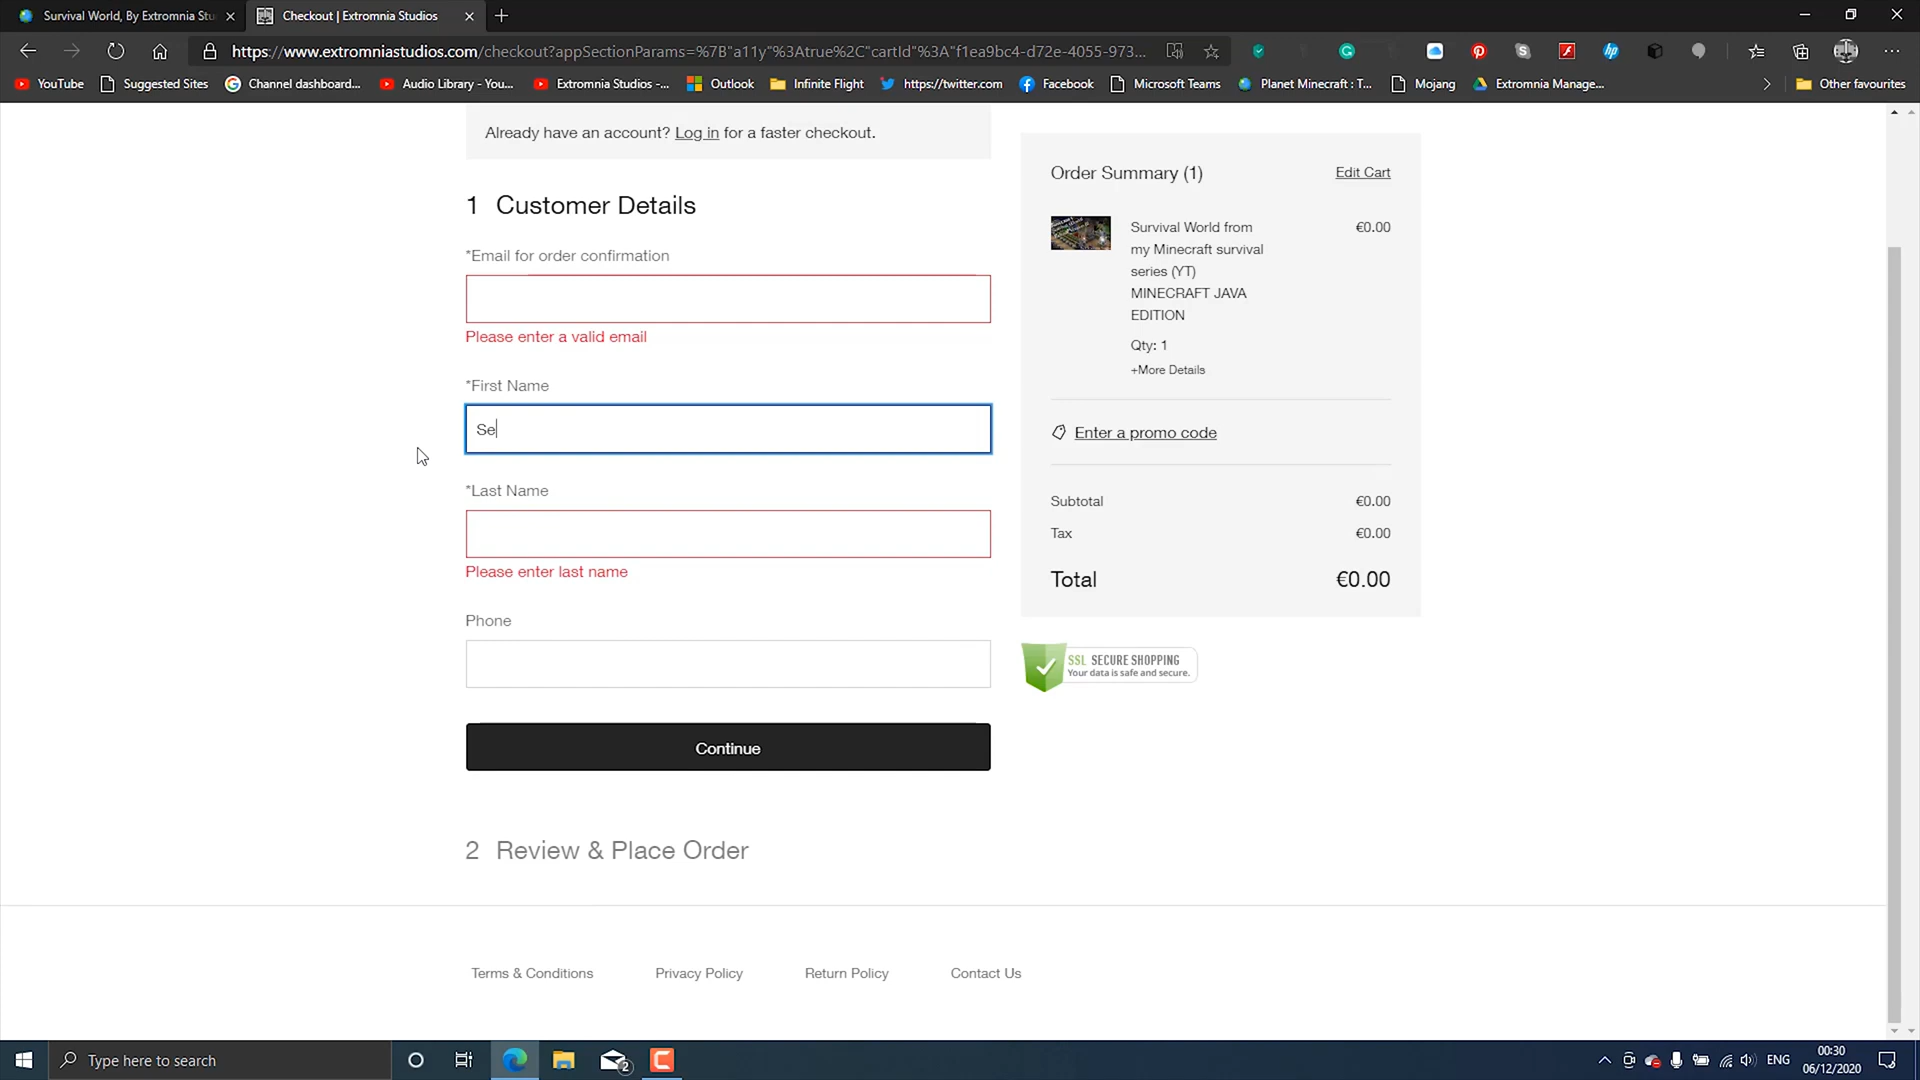 Survival World, By Extromnia Stu
Checkout | Extromnia Studios
https://www.extromniastudios.com/checkout?appSectionParams=%7B"a11y"%3Atrue%2C"cartId"%3A"f1ea9bc4-d72e-4055-973...
YouTube
Suggested Sites
Channel dashboard...
Audio Library - You...
Extromnia Studios -...
Outlook
Infinite Flight
https://twitter.com
Facebook
Microsoft Teams
Planet Minecraft : T...
Mojang
Extromnia Manage...
Other favourites
Already have an account? Log in for a faster checkout.
1 Customer Details
*Email for order confirmation
Please enter a valid email
*First Name
Se
*Last Name
Please enter last name
Phone
Continue
2 Review & Place Order
Order Summary (1)
Edit Cart
Survival World from
my Minecraft survival
series (YT)
MINECRAFT JAVA
EDITION
€0.00
Qty: 1
+More Details
Enter a promo code
Subtotal €0.00
Tax €0.00
Total €0.00
SSL SECURE SHOPPING
Your data is safe and secure.
Terms & Conditions
Privacy Policy
Return Policy
Contact Us
Type here to search
2
ENG
00:30
06/12/2020